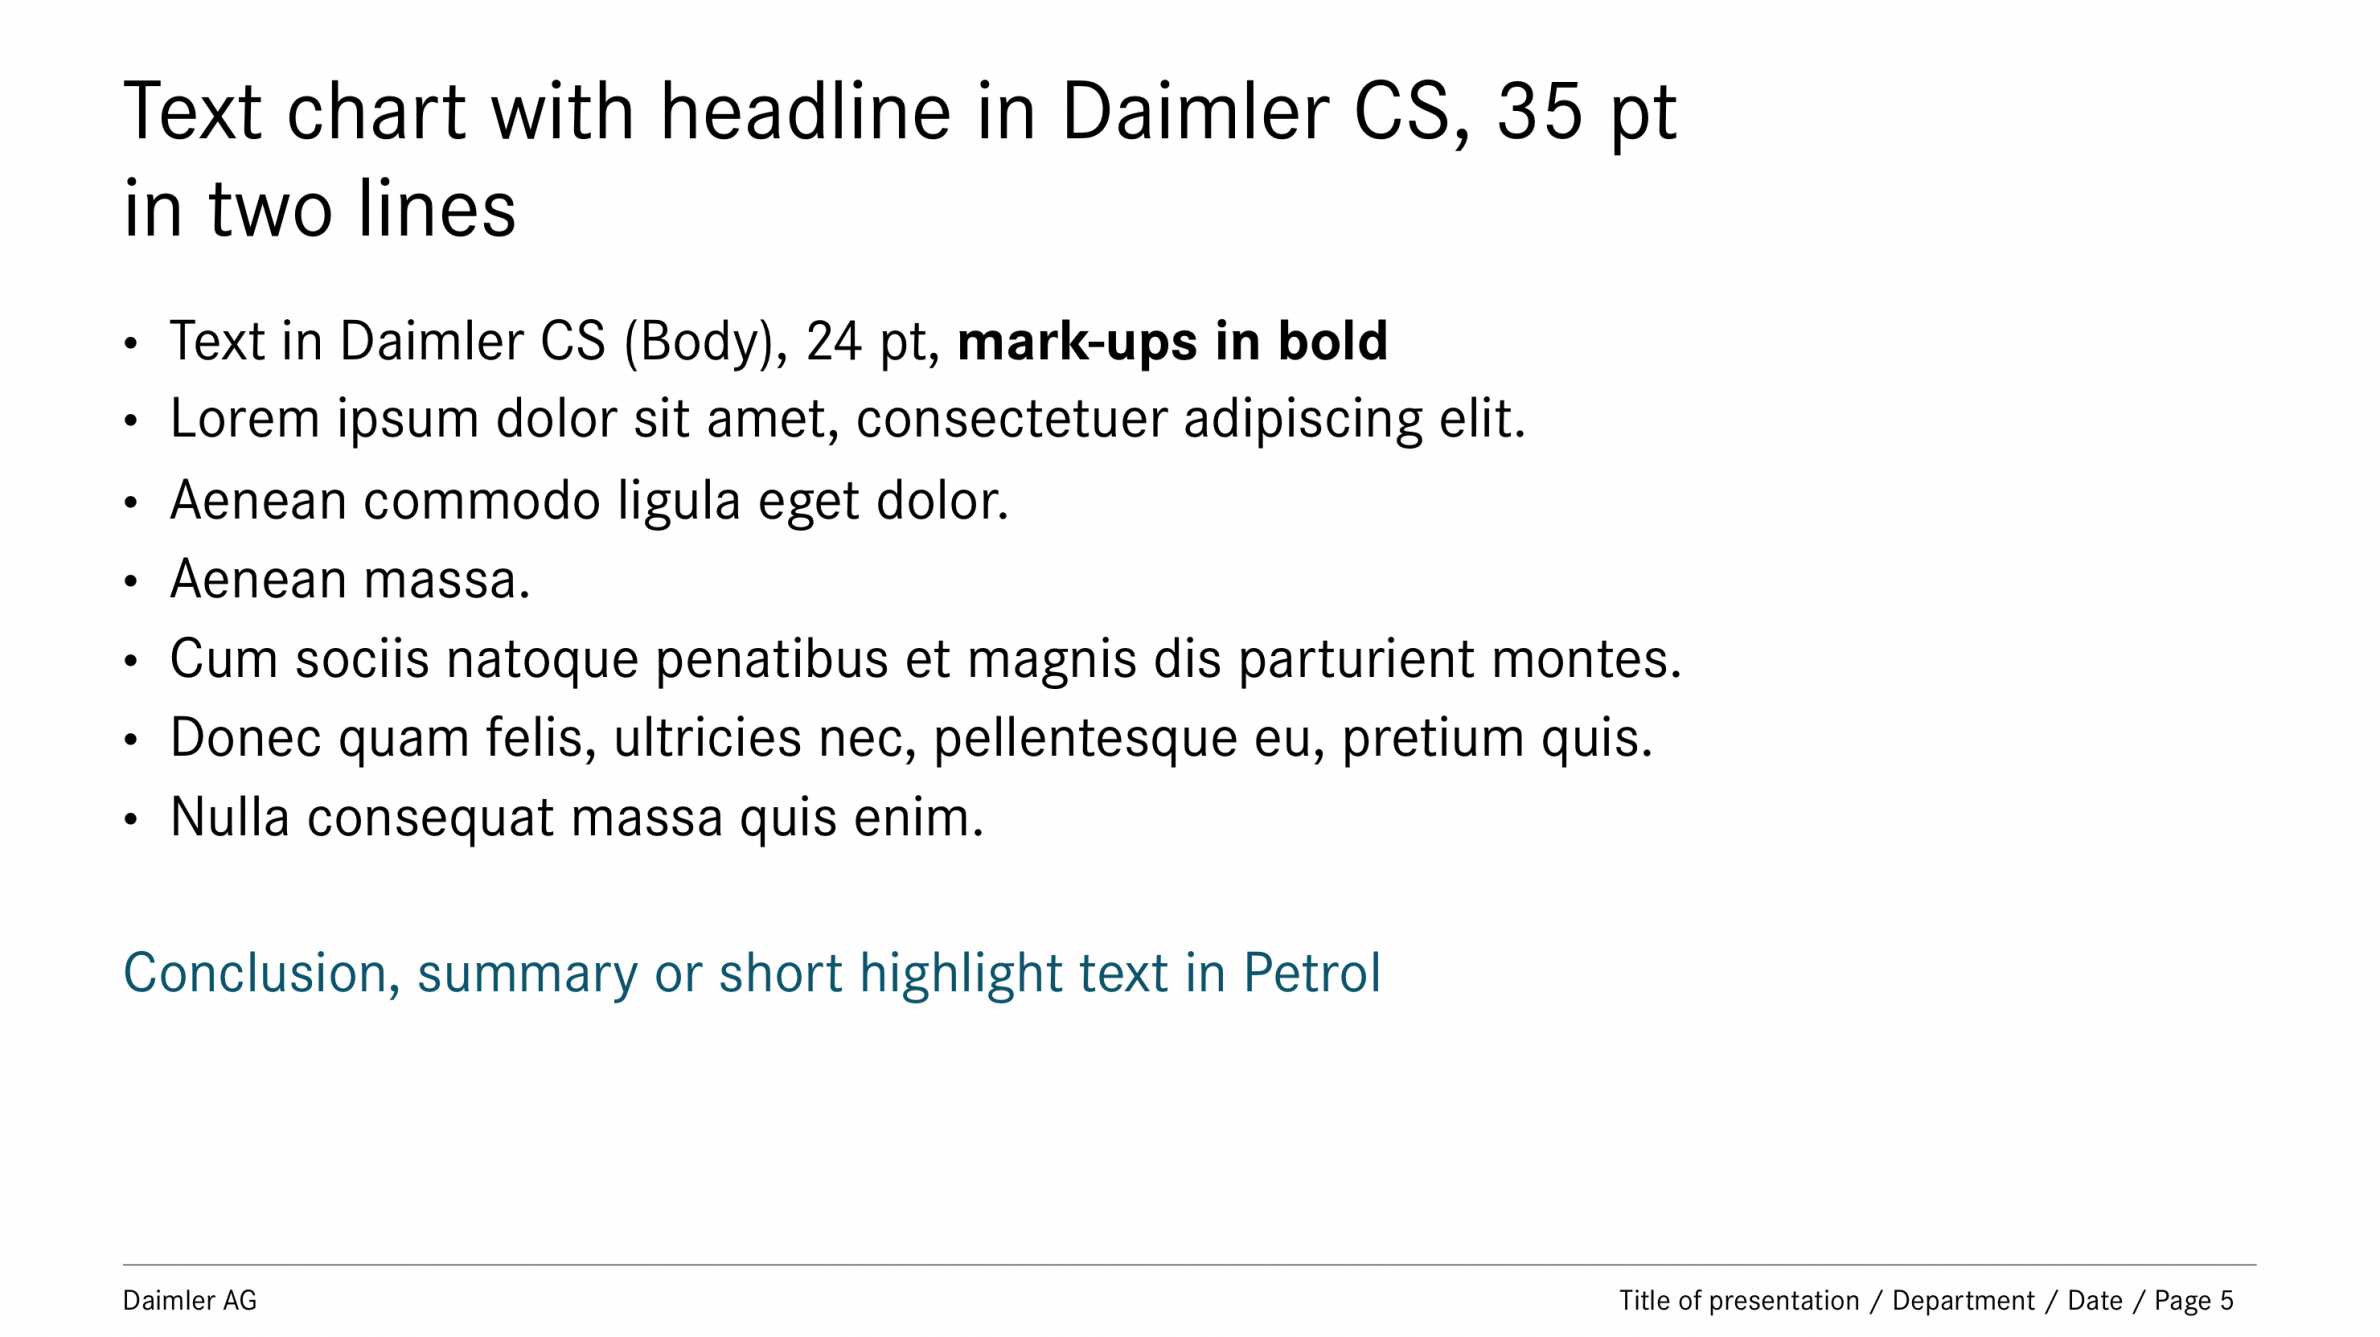 Text chart with headline in Daimler CS, 35 pt
in two lines
• Text in Daimler CS (Body), 24 pt, mark-ups in bold
• Lorem ipsum dolor sit amet, consectetuer adipiscing elit.
• Aenean commodo ligula eget dolor.
• Aenean massa.
• Cum sociis natoque penatibus et magnis dis parturient montes.
• Donec quam felis, ultricies nec, pellentesque eu, pretium quis.
• Nulla consequat massa quis enim.
Conclusion, summary or short highlight text in Petrol
Daimler AG
Title of presentation / Department / Date / Page 5